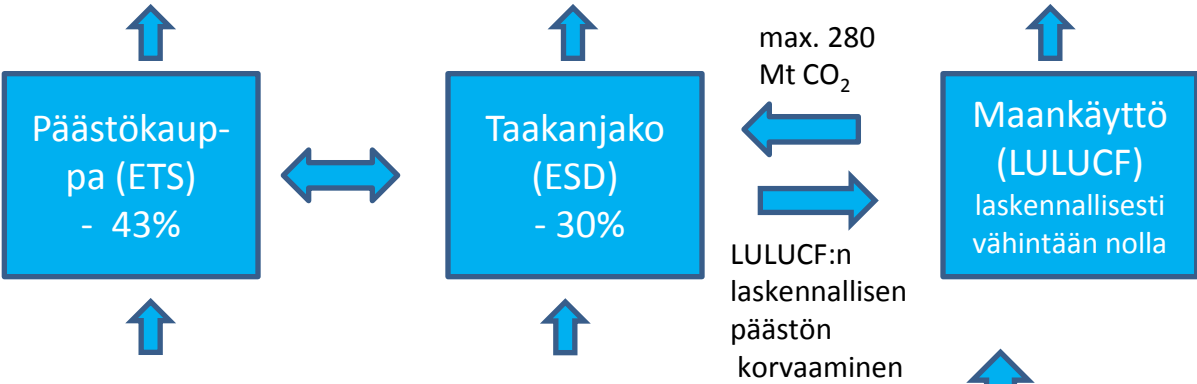 Päästökaup-
pa (ETS)
- 43%
Taakanjako
(ESD)
- 30%
max. 280
Mt CO₂
LULUCF:n
laskennallisen
päästön
korvaaminen
Maankäyttö
(LULUCF)
laskennallisesti
vähintään nolla